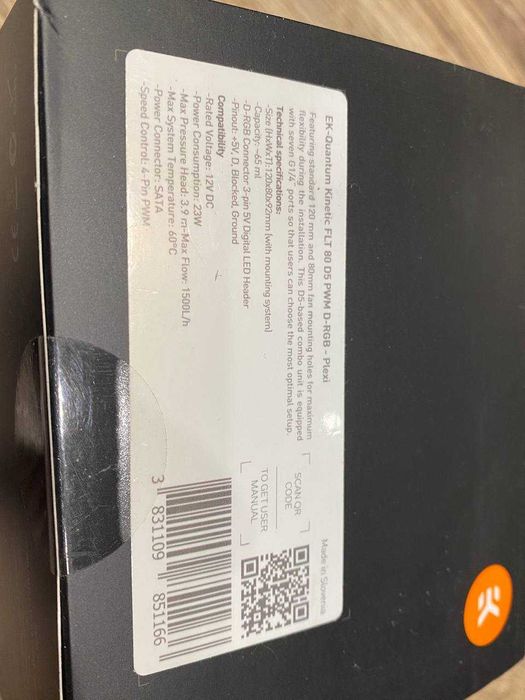 EK-Quantum Kinetic FLT 80 D5 PWM D-RGB - Plexi
Featuring standard 120 mm and 80mm fan mounting holes for maximum
flexibility during the installation. This D5-based combo unit is equipped
with seven G1/4 ports so that users can choose the most optimal setup.
Technical specifications:
-Size (HxWxT):120x80x92mm (with mounting system)
-Capacity: ~65 ml
-D-RGB Connector 3-pin 5V Digital LED Header
-Pinout: +5V, D, Blocked, Ground
Compatibility
-Rated Voltage: 12V DC
-Power Consumption: 23W
-Max Pressure Head: 3.9 m-Max Flow: 1500L/h
-Max System Temperature: 60°C
-Power Connector: SATA
-Speed Control: 4-Pin PWM
Made in Slovenia
SCAN QR
CODE
TO GET USER
MANUAL
3 831109 851166